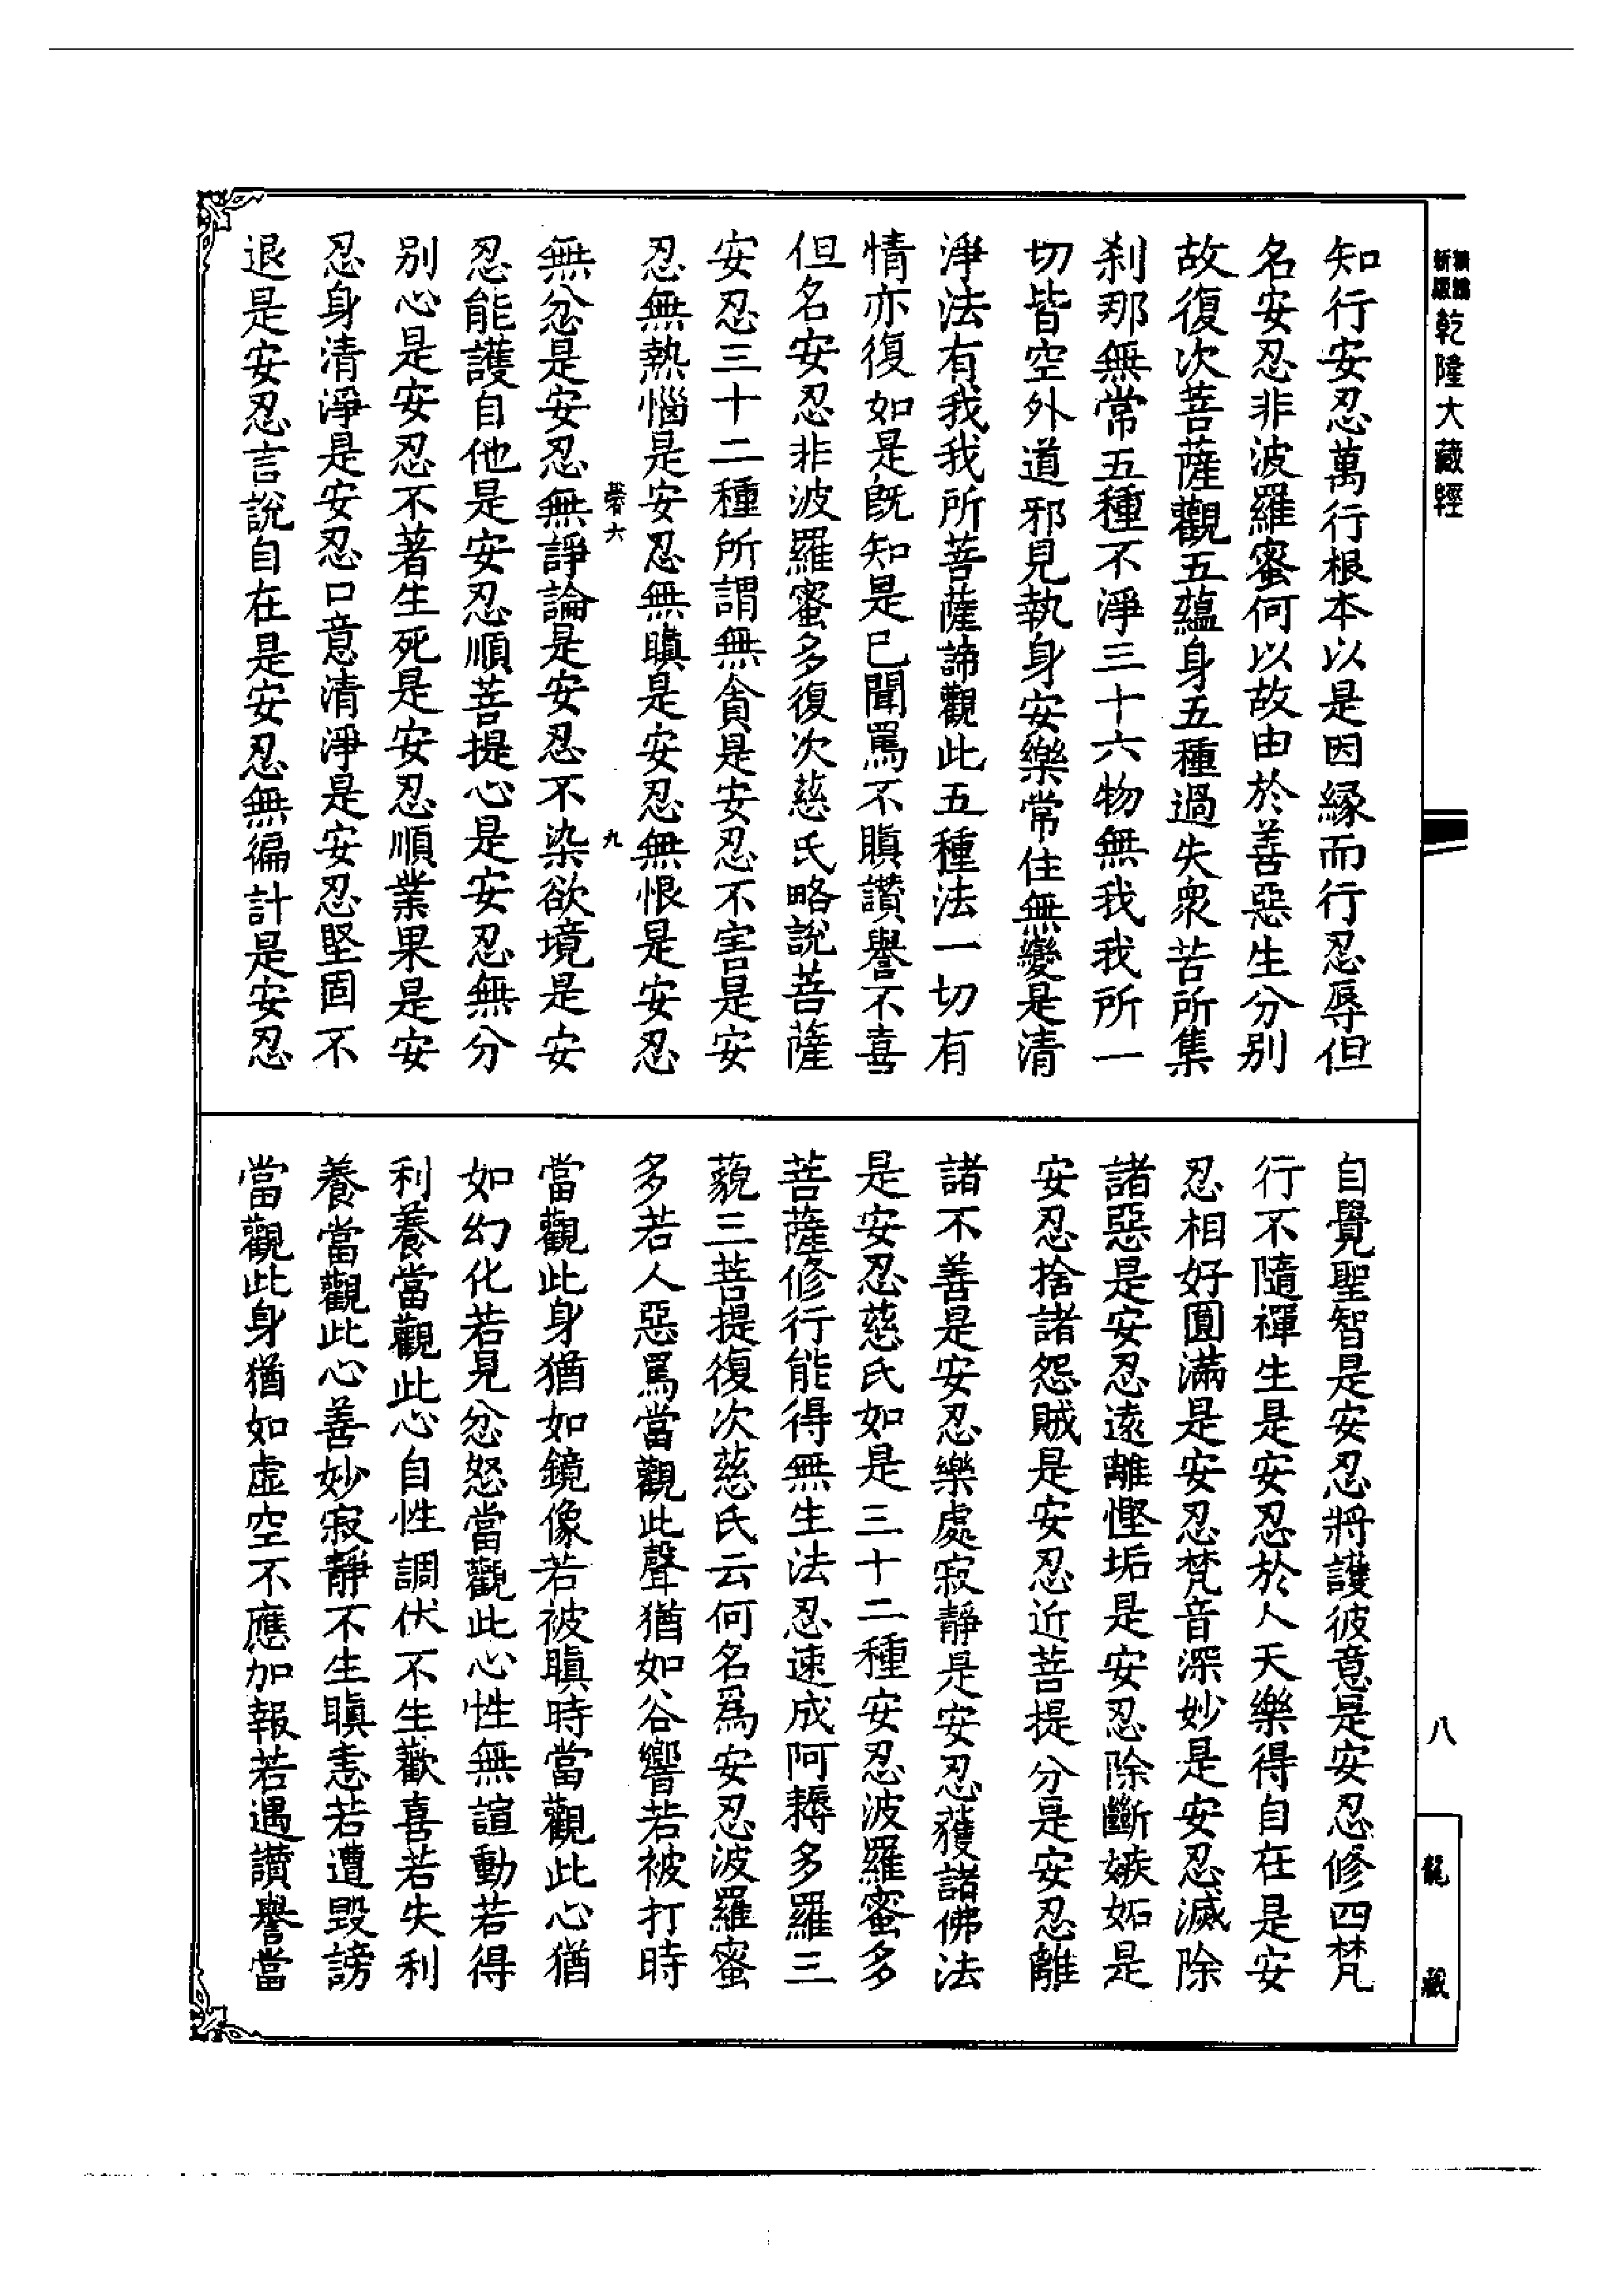 乾隆大藏經
知行安忍萬行根本以是因緣而行忍辱但
名安忍非波羅蜜何以故由於善惡生分別
故復次菩薩觀五蘊身五種過失衆苦所集
刹那無常五種不淨三十六物無我我所一
切皆空外道邪見執身安樂常住無變是清
淨法有我我所菩薩諦觀此五種法一切有
情亦復如是既知是已聞罵不瞋讚譽不喜
但名安忍非波羅蜜多復次慈氏略說菩薩
安忍三十二種所謂無貪是安忍不害是安
忍無熱惱是安忍無瞋是安忍無恨是安忍
六 九
無忿是安忍無諍論是安忍不染欲境是安
忍能護自他是安忍順菩提心是安忍無分
別心是安忍不著生死是安忍順業果是安
忍身清淨是安忍口意清淨是安忍堅固不
退是安忍言說自在是安忍無徧計是安忍
自覺聖智是安忍將護彼意是安忍修四梵
行不隨禪生是安忍於人天樂得自在是安
忍相好圓滿是安忍梵音深妙是安忍滅除
諸惡是安忍遠離慳垢是安忍除斷嫉妬是
安忍捨諸怨賊是安忍近菩提分是安忍離
諸不善是安忍樂處寂靜是安忍獲諸佛法
是安忍慈氏如是三十二種安忍波羅蜜多
菩薩修行能得無生法忍速成阿耨多羅三
藐三菩提復次慈氏云何名爲安忍波羅蜜
多若人惡罵當觀此聲猶如谷響若被打時
當觀此身猶如鏡像若被瞋時當觀此心猶
如幻化若見忿怒當觀此心性無諠動若得
利養當觀此心自性調伏不生歡喜若失利
養當觀此心善妙寂靜不生瞋恚若遭毀謗
當觀此身猶如虛空不應加報若遇讚譽當
八
龍藏